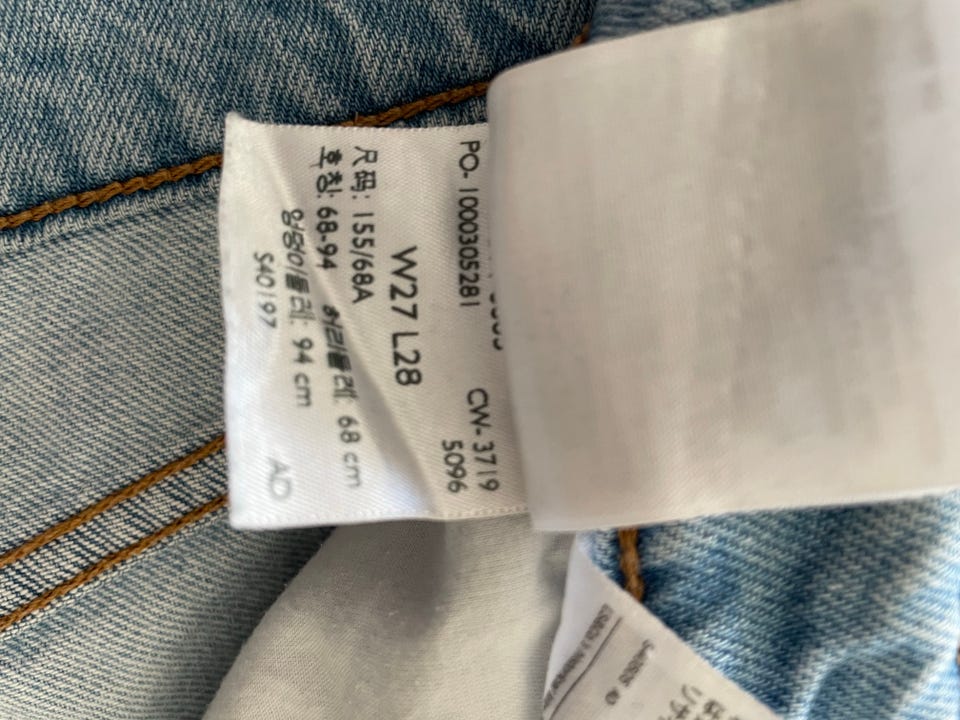 PO- 1000305281 CW- 3719
5096
W27 L28
尺码: 155/68A
호칭: 68-94 허리둘레: 68 cm
엉덩이둘레: 94 cm
S40197 AD